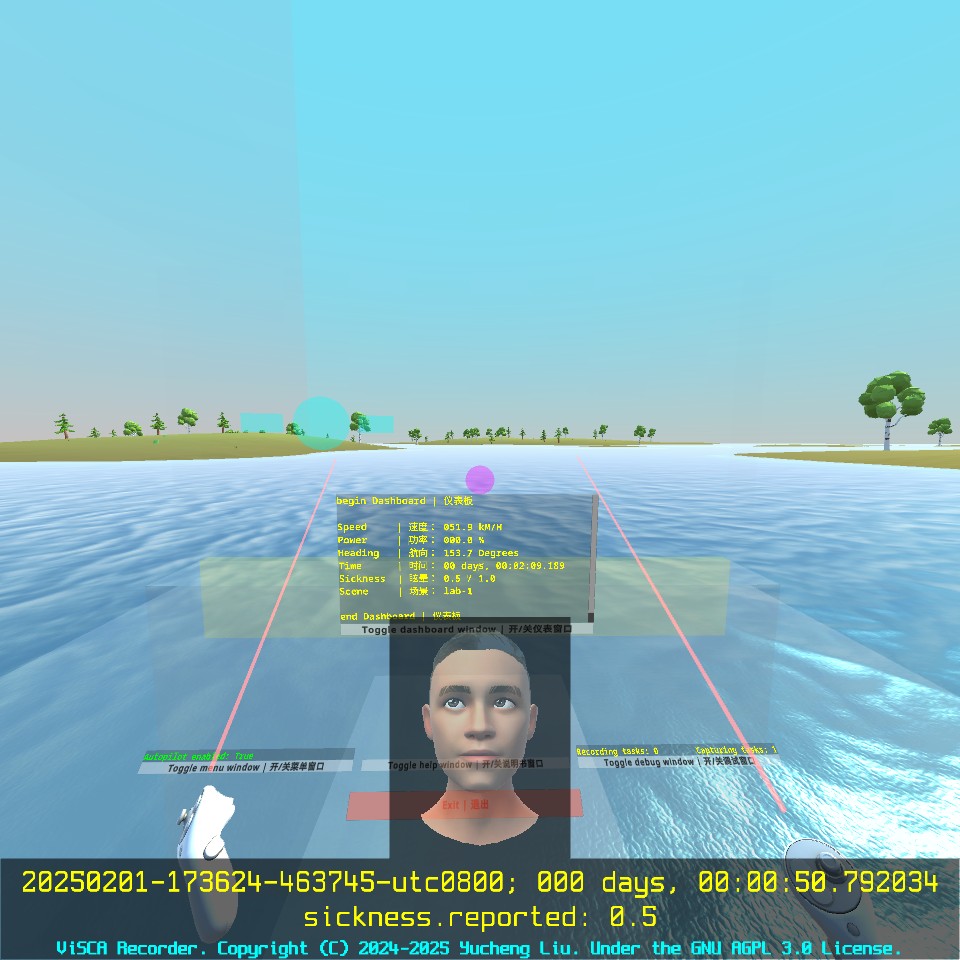 begin Dashboard | 仪表板
Speed | 速度： 051.9 kM/H
Power | 功率： 000.0 %
Heading | 航向： 153.7 Degrees
Time | 时间： 00 days, 00:02:09.189
Sickness | 眩晕： 0.5 / 1.0
Scene | 场景： lab-1
end Dashboard | 仪表板
Toggle dashboard window | 开/关仪表窗口
Autopilot enabled: True
Recording tasks: 0 Capturing tasks: 1
Toggle menu window | 开/关菜单窗口
Toggle help window | 开/关说明书窗口
Toggle debug window | 开/关调试窗口
Exit | 退出
20250201-173624-463745-utc0800; 000 days, 00:00:50.792034
sickness.reported: 0.5
ViSCA Recorder. Copyright (C) 2024-2025 Yucheng Liu. Under the GNU AGPL 3.0 License.